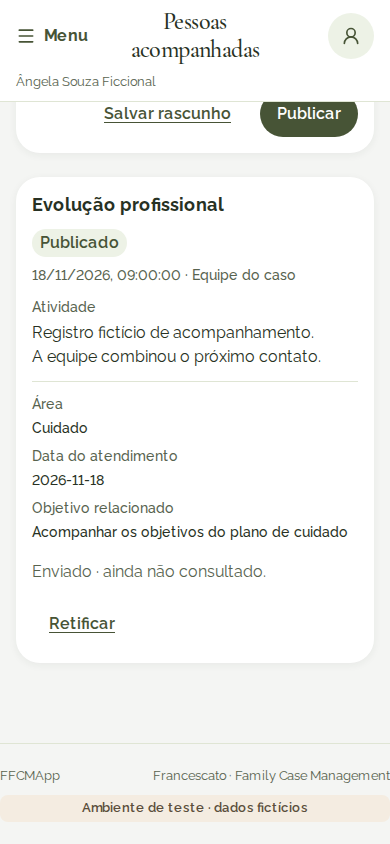 Menu
Pessoas
acompanhadas
Ângela Souza Ficcional
Salvar rascunho
Publicar
Evolução profissional
Publicado
18/11/2026, 09:00:00 · Equipe do caso
Atividade
Registro fictício de acompanhamento.
A equipe combinou o próximo contato.
Área
Cuidado
Data do atendimento
2026-11-18
Objetivo relacionado
Acompanhar os objetivos do plano de cuidado
Enviado · ainda não consultado.
Retificar
FFCMApp
Francescato · Family Case Management
Ambiente de teste · dados fictícios